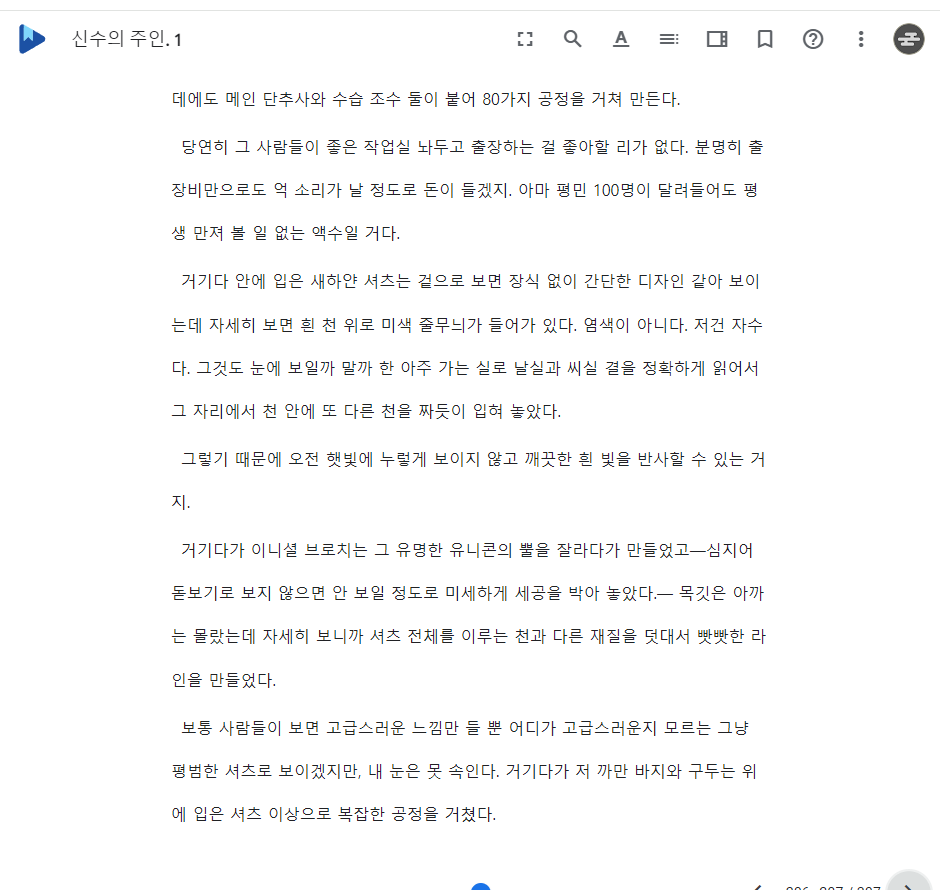 신수의 주인. 1
데에도 메인 단추사와 수습 조수 둘이 붙어 80가지 공정을 거쳐 만든다.
당연히 그 사람들이 좋은 작업실 놔두고 출장하는 걸 좋아할 리가 없다. 분명히 출
장비만으로도 억 소리가 날 정도로 돈이 들겠지. 아마 평민 100명이 달려들어도 평
생 만져 볼 일 없는 액수일 거다.
거기다 안에 입은 새하얀 셔츠는 겉으로 보면 장식 없이 간단한 디자인 같아 보이
는데 자세히 보면 흰 천 위로 미색 줄무늬가 들어가 있다. 염색이 아니다. 저건 자수
다. 그것도 눈에 보일까 말까 한 아주 가는 실로 날실과 씨실 결을 정확하게 읽어서
그 자리에서 천 안에 또 다른 천을 짜듯이 입혀 놓았다.
그렇기 때문에 오전 햇빛에 누렇게 보이지 않고 깨끗한 흰 빛을 반사할 수 있는 거
지.
거기다가 이니셜 브로치는 그 유명한 유니콘의 뿔을 잘라다가 만들었고―심지어
돋보기로 보지 않으면 안 보일 정도로 미세하게 세공을 박아 놓았다.― 목깃은 아까
는 몰랐는데 자세히 보니까 셔츠 전체를 이루는 천과 다른 재질을 덧대서 빳빳한 라
인을 만들었다.
보통 사람들이 보면 고급스러운 느낌만 들 뿐 어디가 고급스러운지 모르는 그냥
평범한 셔츠로 보이겠지만, 내 눈은 못 속인다. 거기다가 저 까만 바지와 구두는 위
에 입은 셔츠 이상으로 복잡한 공정을 거쳤다.